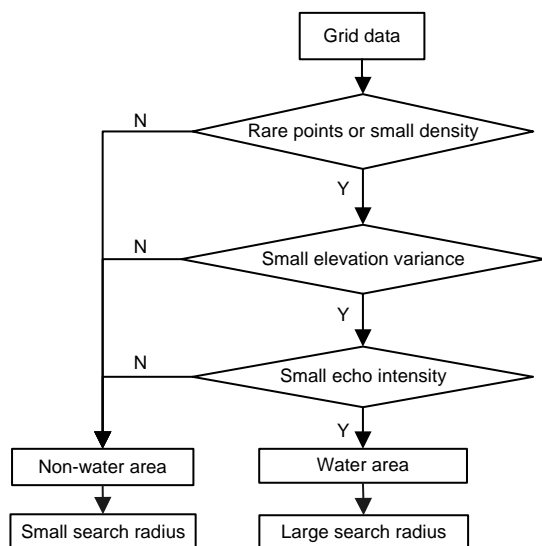 Grid data
N
Rare points or small density
Y
N
Small elevation variance
Y
N
Small echo intensity
Y
Non-water area
Water area
Small search radius
Large search radius